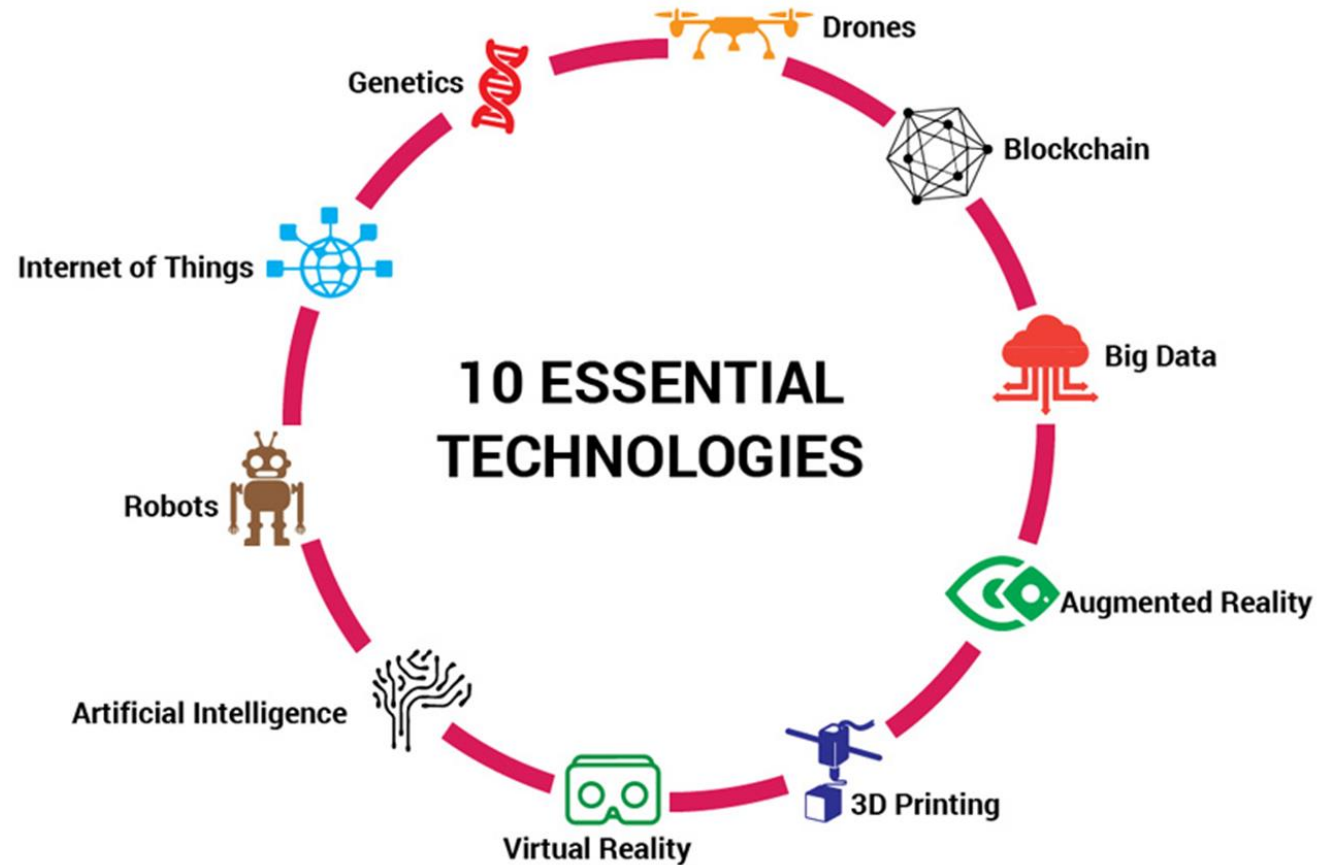 10 ESSENTIAL
TECHNOLOGIES
Drones
Blockchain
Big Data
Augmented Reality
3D Printing
Virtual Reality
Artificial Intelligence
Robots
Internet of Things
Genetics